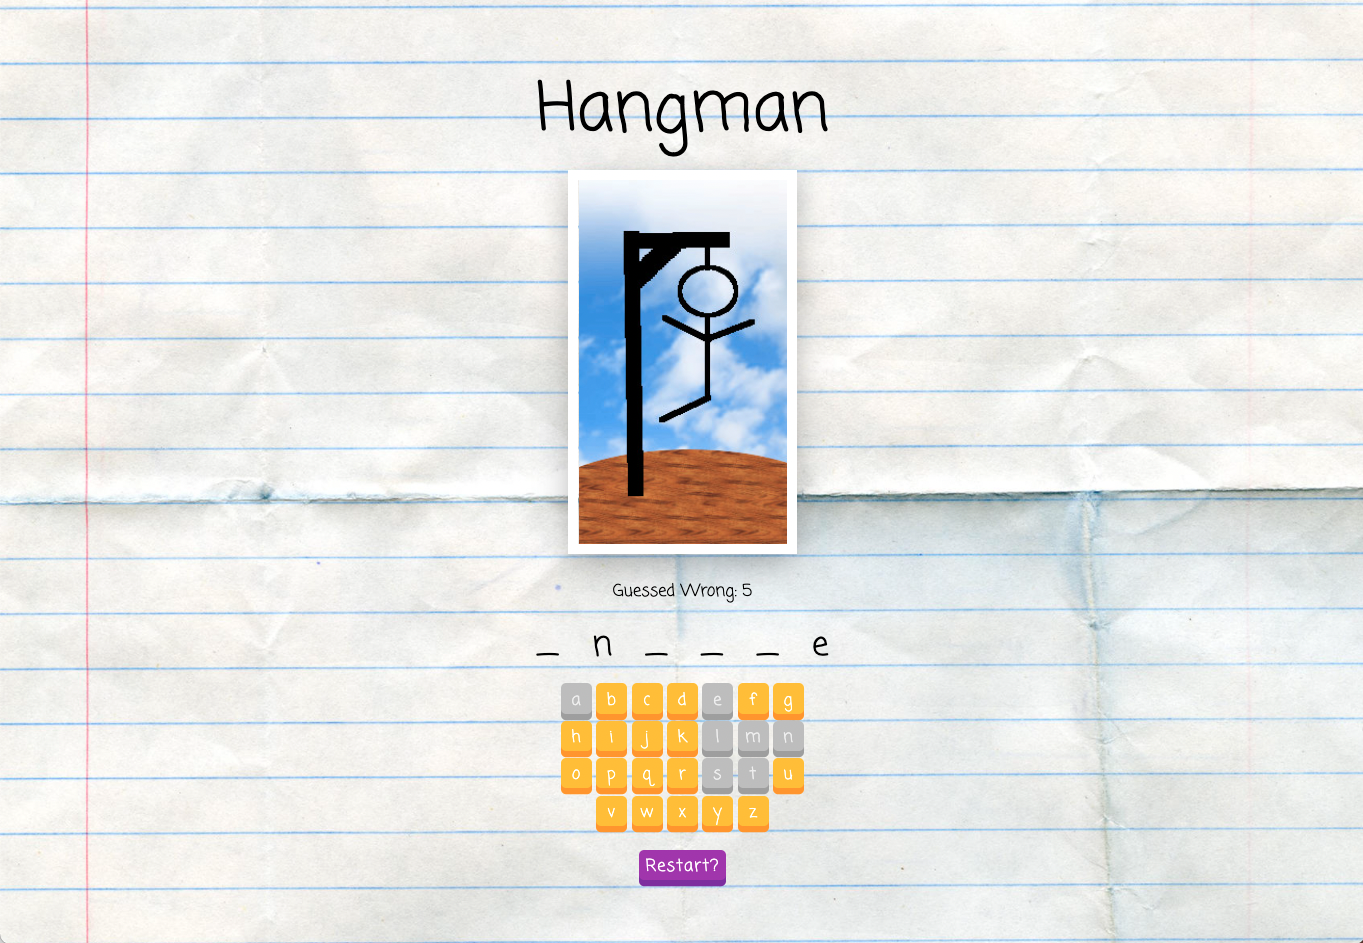 Hangman
Guessed Wrong: 5
_ n _ _ _ e
a b c d e f g
h i j k l m n
o p q r s t u
v w x y z
Restart?